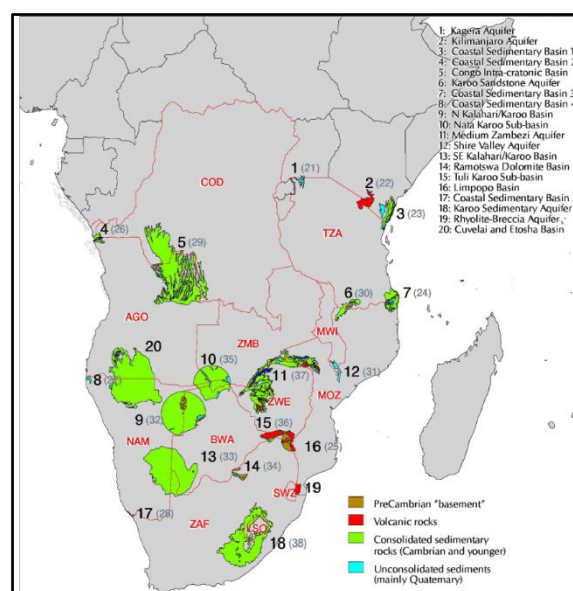 1: Kagera Aquifer
2: Kilimanjaro Aquifer
3: Coastal Sedimentary Basin 1
4: Coastal Sedimentary Basin 2
5: Congo Intra-cratonic Basin
6: Karoo Sandstone Aquifer
7: Coastal Sedimentary Basin 3
8: Coastal Sedimentary Basin 4
9: N Kalahari/Karoo Basin
10: Nata Karoo Sub-basin
11: Medium Zambezi Aquifer
12: Shire Valley Aquifer
13: SE Kalahari/Karoo Basin
14: Ramotswa Dolomite Basin
15: Tuli Karoo Sub-basin
16: Limpopo Basin
17: Coastal Sedimentary Basin
18: Karoo Sedimentary Aquifer
19: Rhyolite-Breccia Aquifer
20: Cuvelai and Etosha Basin
COD
1 (21)
2 (22)
3 (23)
TZA
4 (26)
5 (29)
6 (30)
7 (24)
AGO
MWI
ZMB
20
10 (35)
11 (37)
12 (31)
8
ZWE
MOZ
9 (32)
15 (36)
NAM
BWA
16 (25)
13 (33)
14 (34)
SWZ
19
17 (28)
ZAF
LSO
18 (38)
PreCambrian "basement"
Volcanic rocks
Consolidated sedimentary
rocks (Cambrian and younger)
Unconsolidated sediments
(mainly Quaternary)